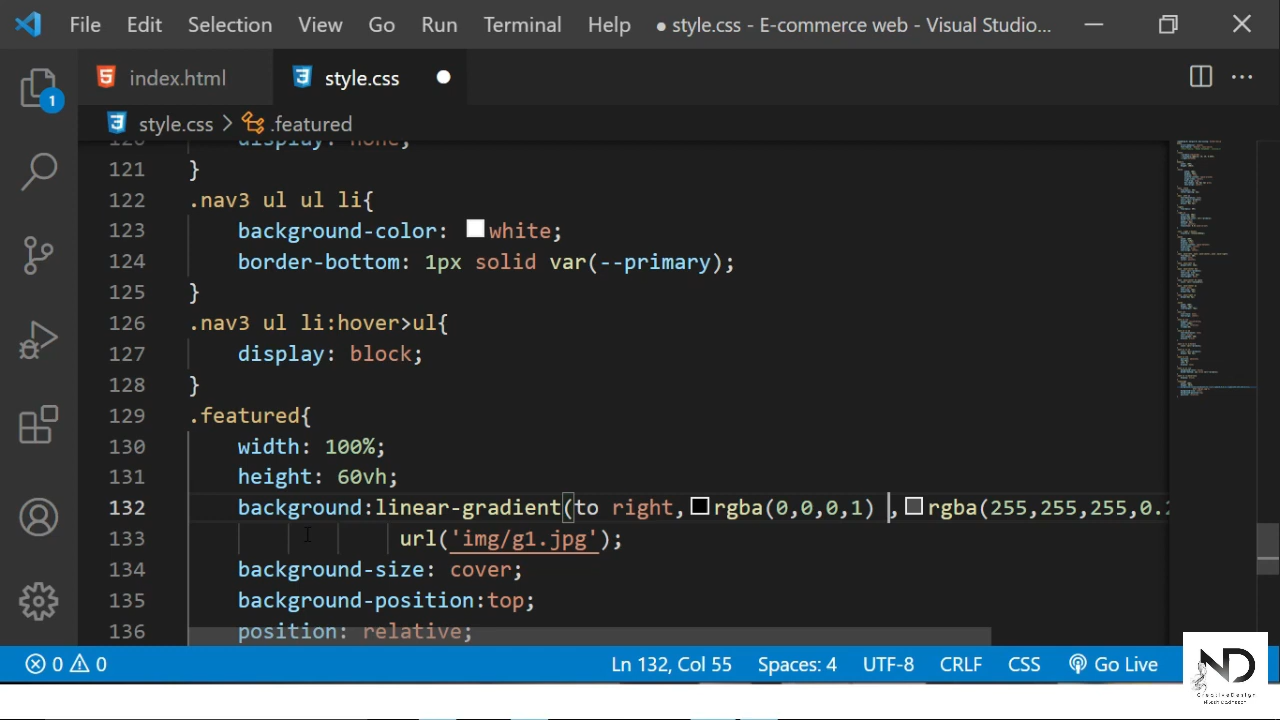 File Edit Selection View Go Run Terminal Help ● style.css - E-commerce web - Visual Studio...
index.html style.css ●
1
style.css > .featured
120 display: none;
121 }
122 .nav3 ul ul li{
123 background-color: white;
124 border-bottom: 1px solid var(--primary);
125 }
126 .nav3 ul li:hover>ul{
127 display: block;
128 }
129 .featured{
130 width: 100%;
131 height: 60vh;
132 background:linear-gradient(to right,rgba(0,0,0,1) ,rgba(255,255,255,0.2
133 url('img/g1.jpg');
134 background-size: cover;
135 background-position:top;
136 position: relative;
0 0 Ln 132, Col 55 Spaces: 4 UTF-8 CRLF CSS Go Live
ND
CreativeDesign